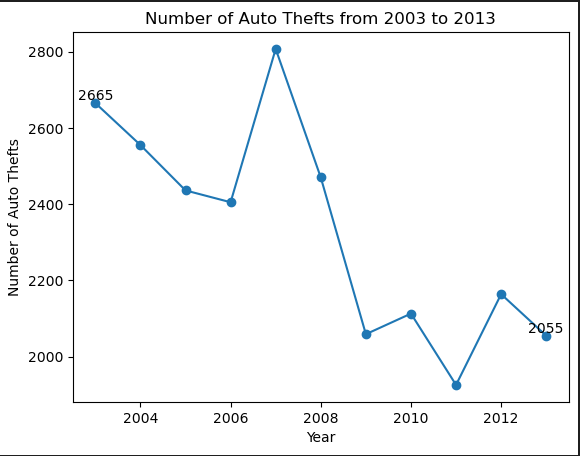 Number of Auto Thefts from 2003 to 2013
2800
2665
2600
2400
2200
2055
2000
Number of Auto Thefts
2004 2006 2008 2010 2012
Year